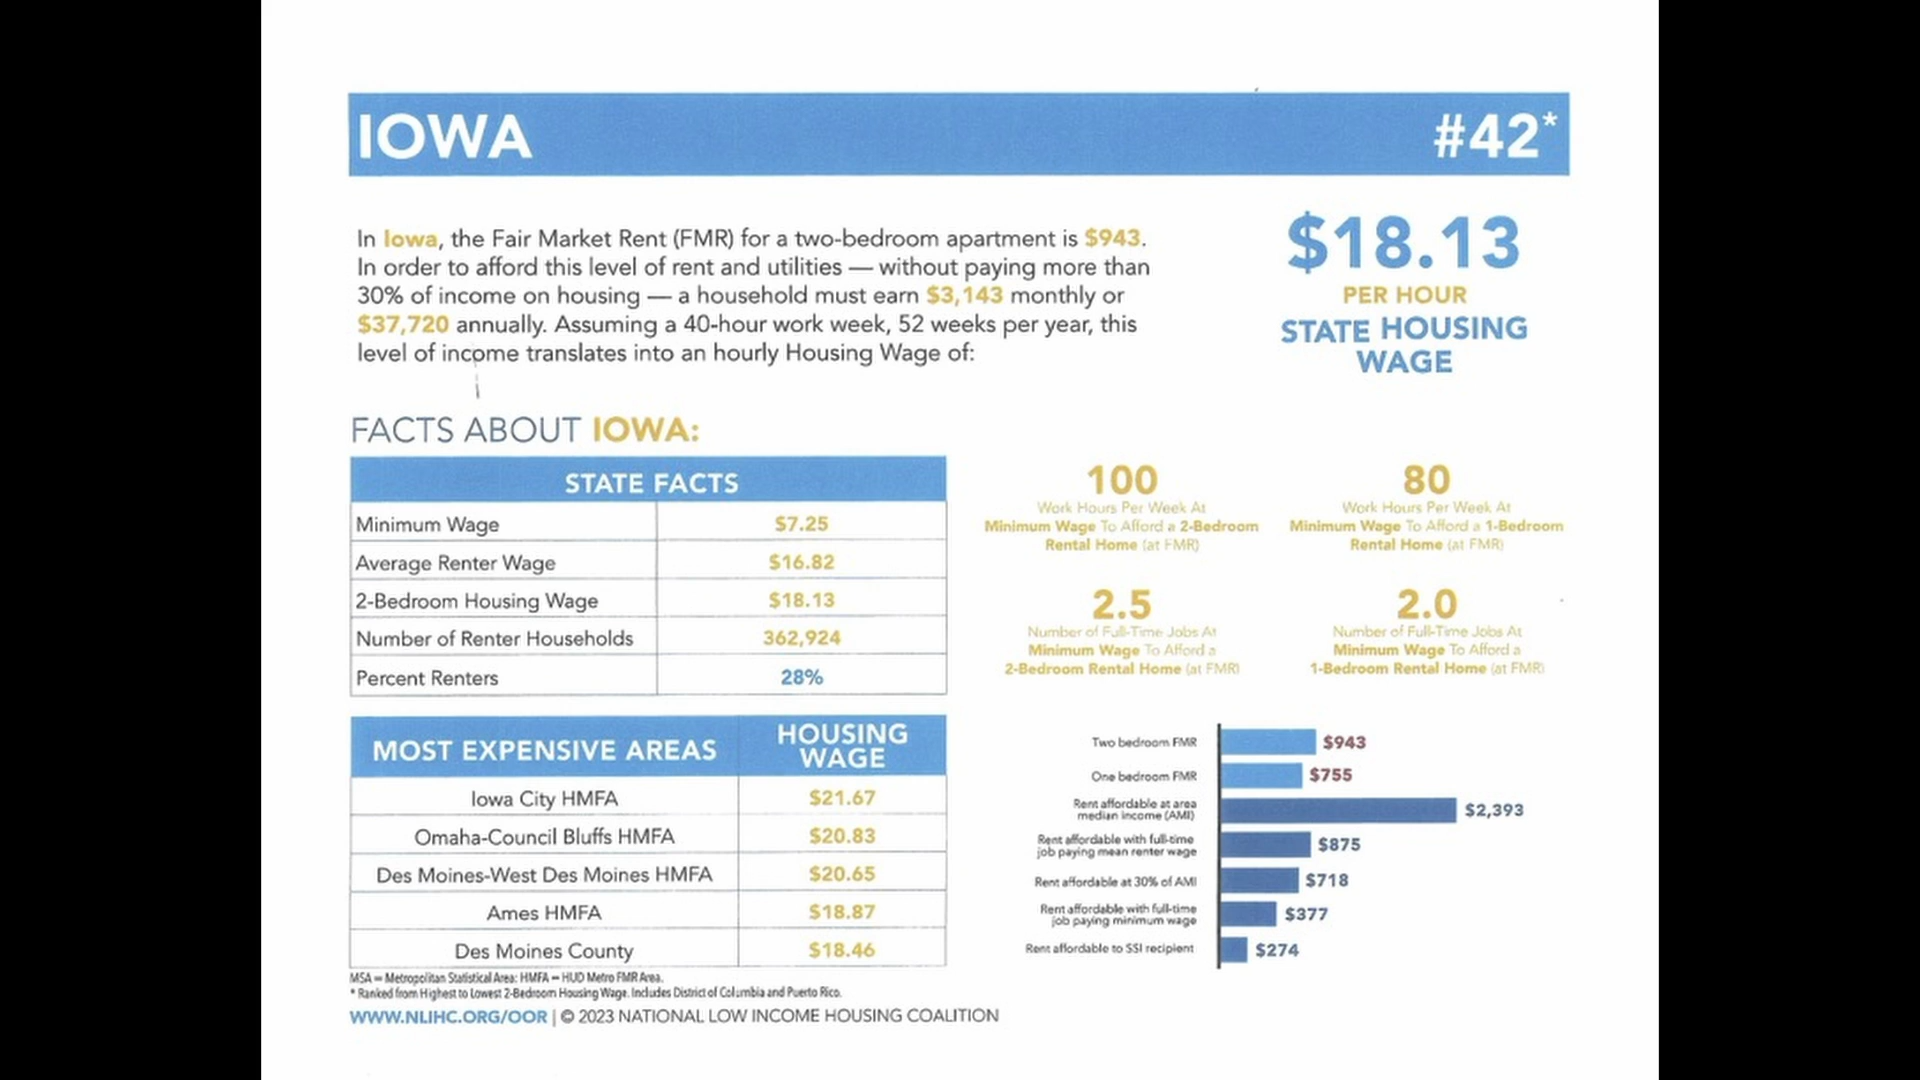 IOWA
#42*
In Iowa, the Fair Market Rent (FMR) for a two-bedroom apartment is $943.
In order to afford this level of rent and utilities — without paying more than
30% of income on housing — a household must earn $3,143 monthly or
$37,720 annually. Assuming a 40-hour work week, 52 weeks per year, this
level of income translates into an hourly Housing Wage of:
$18.13
PER HOUR
STATE HOUSING
WAGE
FACTS ABOUT IOWA:
STATE FACTS
Minimum Wage $7.25
Average Renter Wage $16.82
2-Bedroom Housing Wage $18.13
Number of Renter Households 362,924
Percent Renters 28%
100
Work Hours Per Week At
Minimum Wage To Afford a 2-Bedroom
Rental Home (at FMR)
80
Work Hours Per Week At
Minimum Wage To Afford a 1-Bedroom
Rental Home (at FMR)
2.5
Number of Full-Time Jobs At
Minimum Wage To Afford a
2-Bedroom Rental Home (at FMR)
2.0
Number of Full-Time Jobs At
Minimum Wage To Afford a
1-Bedroom Rental Home (at FMR)
MOST EXPENSIVE AREAS
HOUSING
WAGE
Iowa City HMFA $21.67
Omaha-Council Bluffs HMFA $20.83
Des Moines-West Des Moines HMFA $20.65
Ames HMFA $18.87
Des Moines County $18.46
Two bedroom FMR $943
One bedroom FMR $755
Rent affordable at area
median income (AMI) $2,393
Rent affordable with full-time
job paying mean renter wage $875
Rent affordable at 30% of AMI $718
Rent affordable with full-time
job paying minimum wage $377
Rent affordable to SSI recipient $274
MSA = Metropolitan Statistical Area: HMFA = HUD Metro FMR Area.
* Ranked from Highest to Lowest 2-Bedroom Housing Wage. Includes District of Columbia and Puerto Rico.
WWW.NLIHC.ORG/OOR | © 2023 NATIONAL LOW INCOME HOUSING COALITION